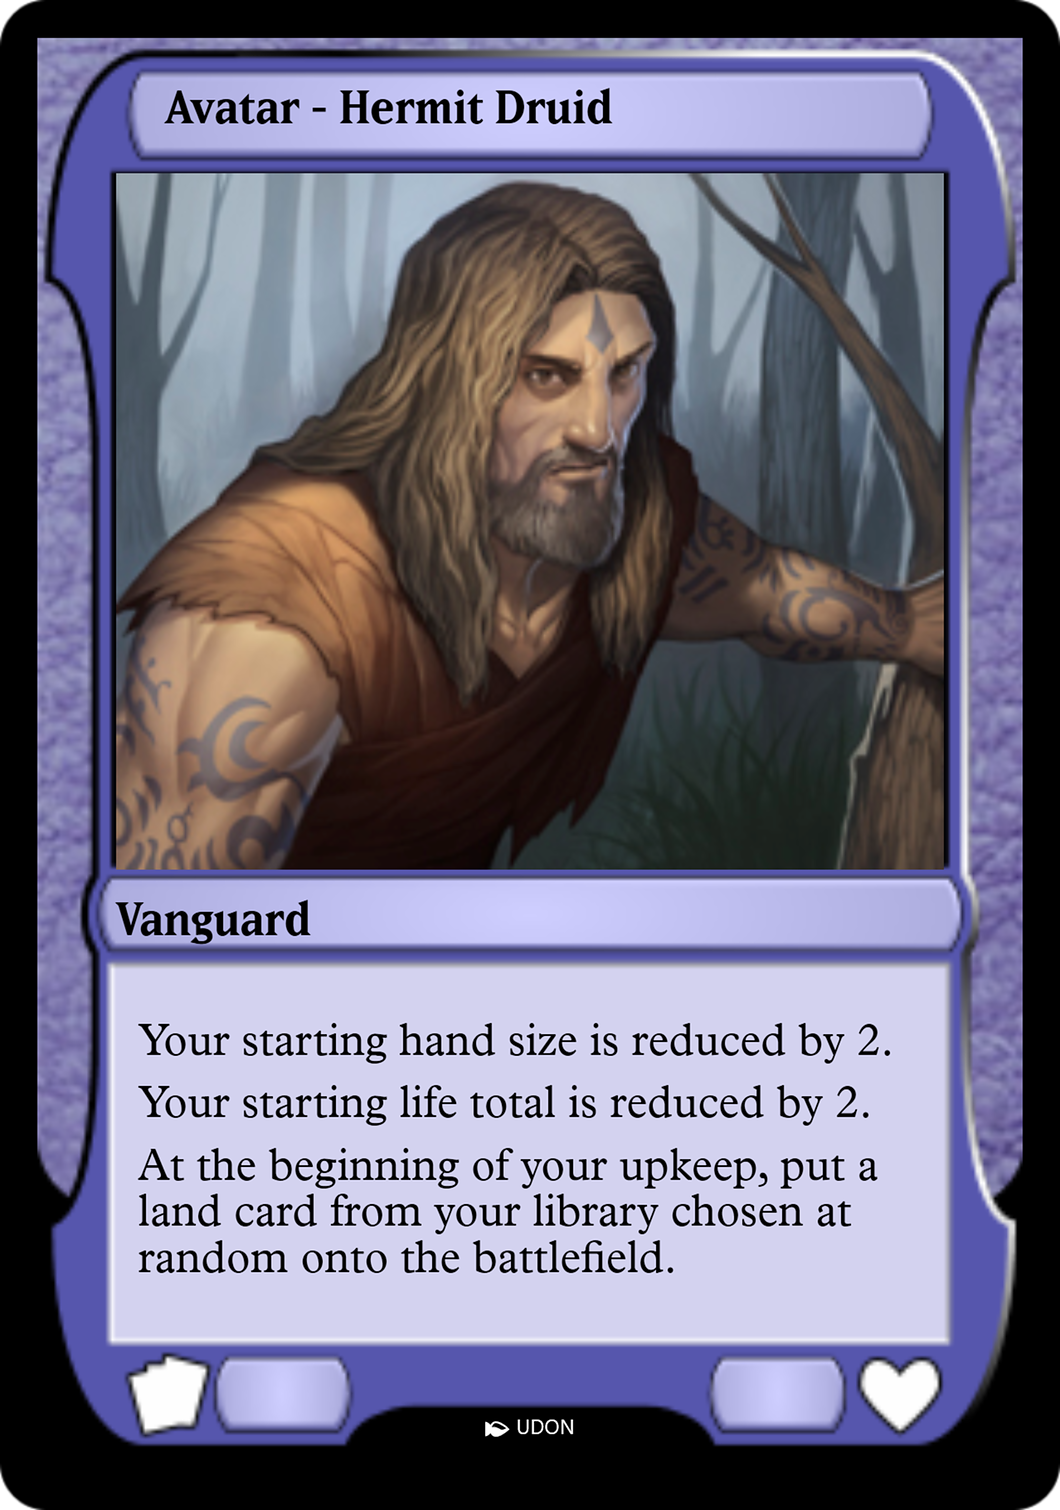 Avatar - Hermit Druid
Vanguard
Your starting hand size is reduced by 2.
Your starting life total is reduced by 2.
At the beginning of your upkeep, put a
land card from your library chosen at
random onto the battlefield.
UDON